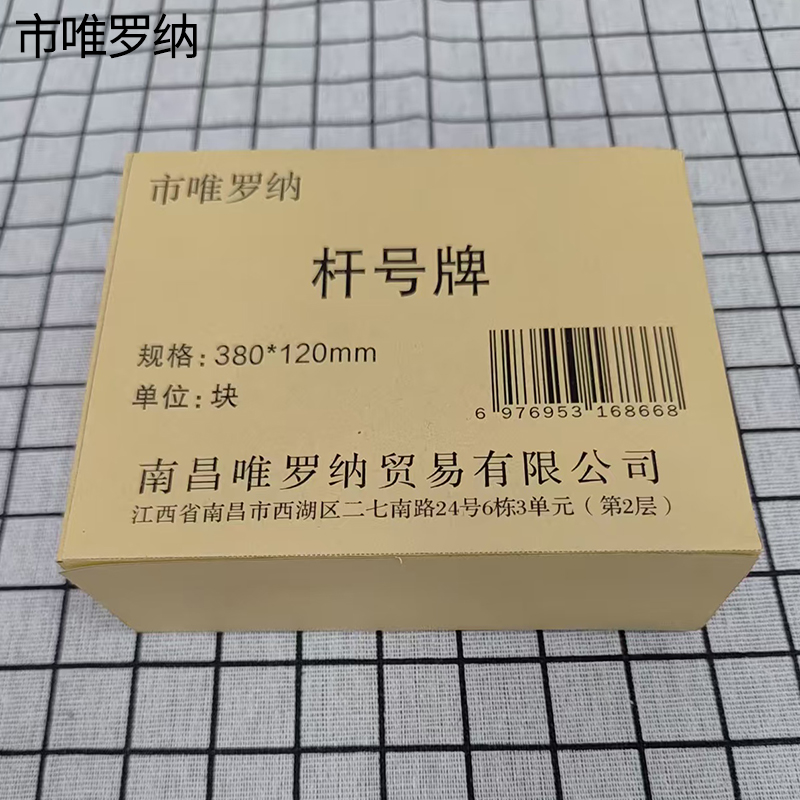 市唯罗纳
市唯罗纳
杆号牌
规格：380*120mm
单位：块
6 976953 168668
南昌唯罗纳贸易有限公司
江西省南昌市西湖区二七南路24号6栋3单元（第2层）